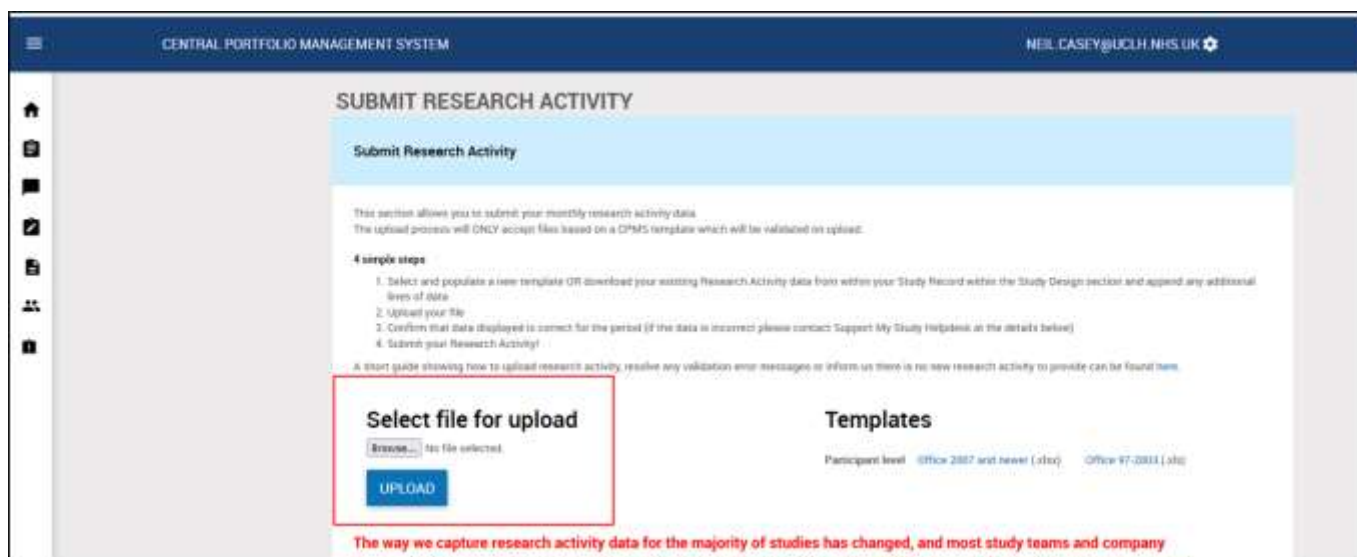 CENTRAL PORTFOLIO MANAGEMENT SYSTEM
NEIL.CASEY@UCLH.NHS.UK
SUBMIT RESEARCH ACTIVITY
Submit Research Activity
This section allows you to submit your monthly research activity data.
The upload process will ONLY accept files based on a CPMS template which will be validated on upload.
4 simple steps
1. Select and populate a new template OR download your existing Research Activity data from within your Study Record within the Study Design section and append any additional
lines of data
2. Upload your file
3. Confirm that data displayed is correct for the period (if the data is incorrect please contact Support My Study Helpdesk at the details below)
4. Submit your Research Activity!
A short guide showing how to upload research activity, resolve any validation error messages or inform us there is no new research activity to provide can be found here.
Select file for upload
Templates
Browse... No file selected.
Participant level Office 2007 and newer (.xlsx) Office 97-2003 (.xls)
UPLOAD
The way we capture research activity data for the majority of studies has changed, and most study teams and company